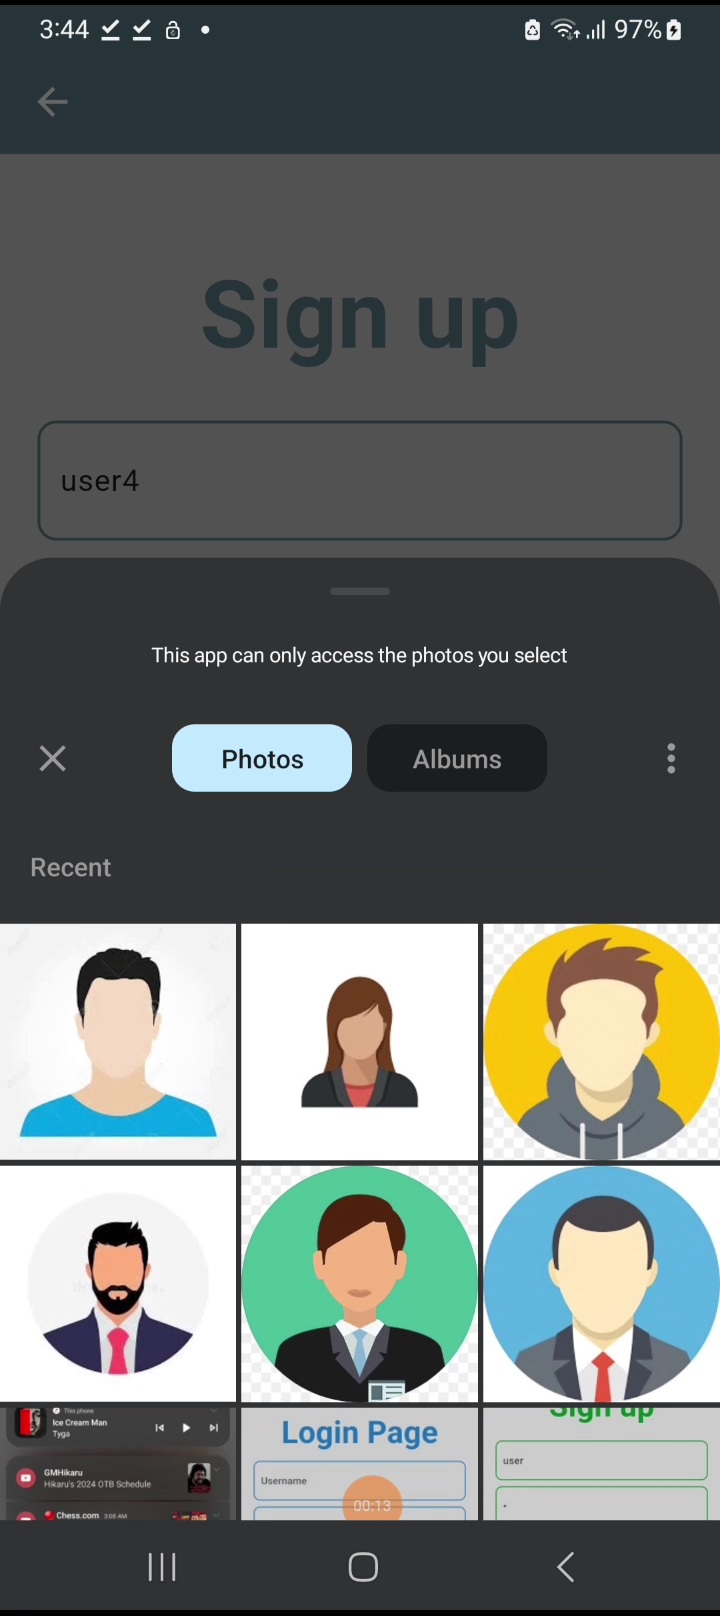 3:44 97%
Sign up
user4
This app can only access the photos you select
Photos Albums
Recent
This phone
Ice Cream Man
Tyga
GMHikaru
Hikaru's 2024 OTB Schedule
Chess.com 3:06 AM
Login Page
Username
00:13
Sign up
user